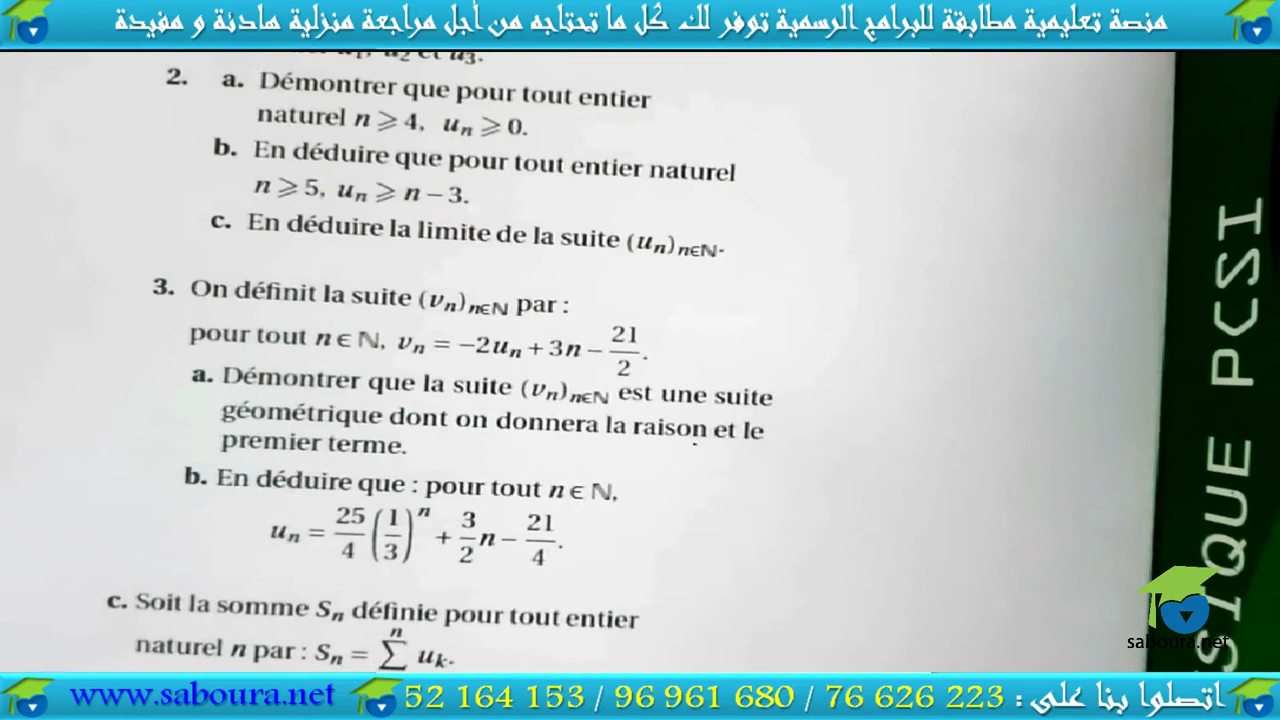 منصة تعليمية مطابقة للبرامج الرسمية توفر لك كل ما تحتاجه من أجل مراجعة منزلية هادئة و مفيدة
u₂ et u₃.
2. a. Démontrer que pour tout entier
naturel n ⩾ 4, uₙ ⩾ 0.
b. En déduire que pour tout entier naturel
n ⩾ 5, uₙ ⩾ n − 3.
c. En déduire la limite de la suite (uₙ)ₙ∈ℕ.
3. On définit la suite (vₙ)ₙ∈ℕ par :
pour tout n ∈ ℕ, vₙ = −2uₙ + 3n − 21/2.
a. Démontrer que la suite (vₙ)ₙ∈ℕ est une suite
géométrique dont on donnera la raison et le
premier terme.
b. En déduire que : pour tout n ∈ ℕ,
uₙ = 25/4 (1/3)ⁿ + 3/2 n − 21/4.
c. Soit la somme Sₙ définie pour tout entier
naturel n par : Sₙ = ∑ⁿ uₖ.
SIQUE PCSI
saboura.net
www.saboura.net 52 164 153 / 96 961 680 / 76 626 223 : اتصلوا بنا على